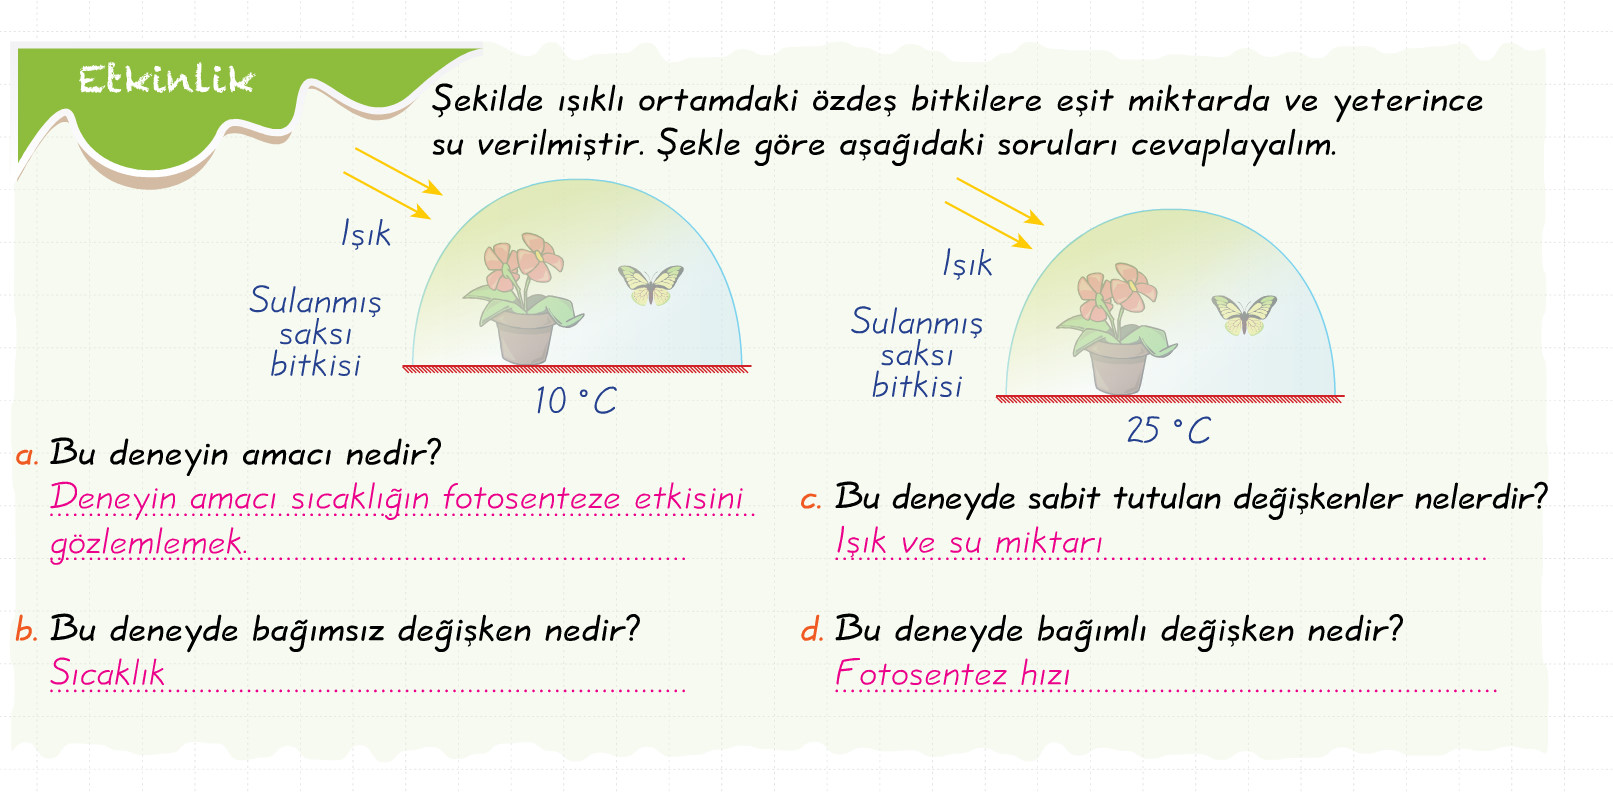 Etkinlik
Şekilde ışıklı ortamdaki özdeş bitkilere eşit miktarda ve yeterince
su verilmiştir. Şekle göre aşağıdaki soruları cevaplayalım.
Işık
Sulanmış
saksı
bitkisi
10 °C
Işık
Sulanmış
saksı
bitkisi
25 °C
a. Bu deneyin amacı nedir?
Deneyin amacı sıcaklığın fotosenteze etkisini
gözlemlemek.
b. Bu deneyde bağımsız değişken nedir?
Sıcaklık
c. Bu deneyde sabit tutulan değişkenler nelerdir?
Işık ve su miktarı
d. Bu deneyde bağımlı değişken nedir?
Fotosentez hızı